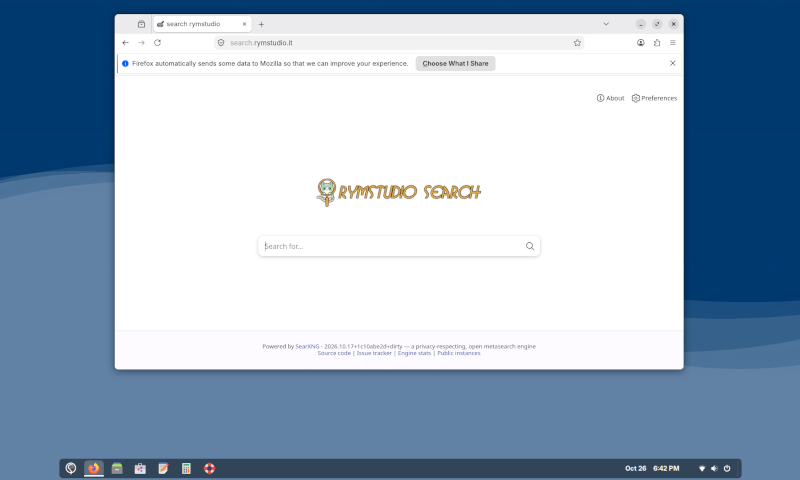 search rymstudio
search.rymstudio.it
Firefox automatically sends some data to Mozilla so that we can improve your experience.
Choose What I Share
About
Preferences
RYMSTUDIO SEARCH
Search for...
Powered by SearXNG - 2026.10.17+1c10abe2d+dirty — a privacy-respecting, open metasearch engine
Source code | Issue tracker | Engine stats | Public instances
Oct 26 6:42 PM